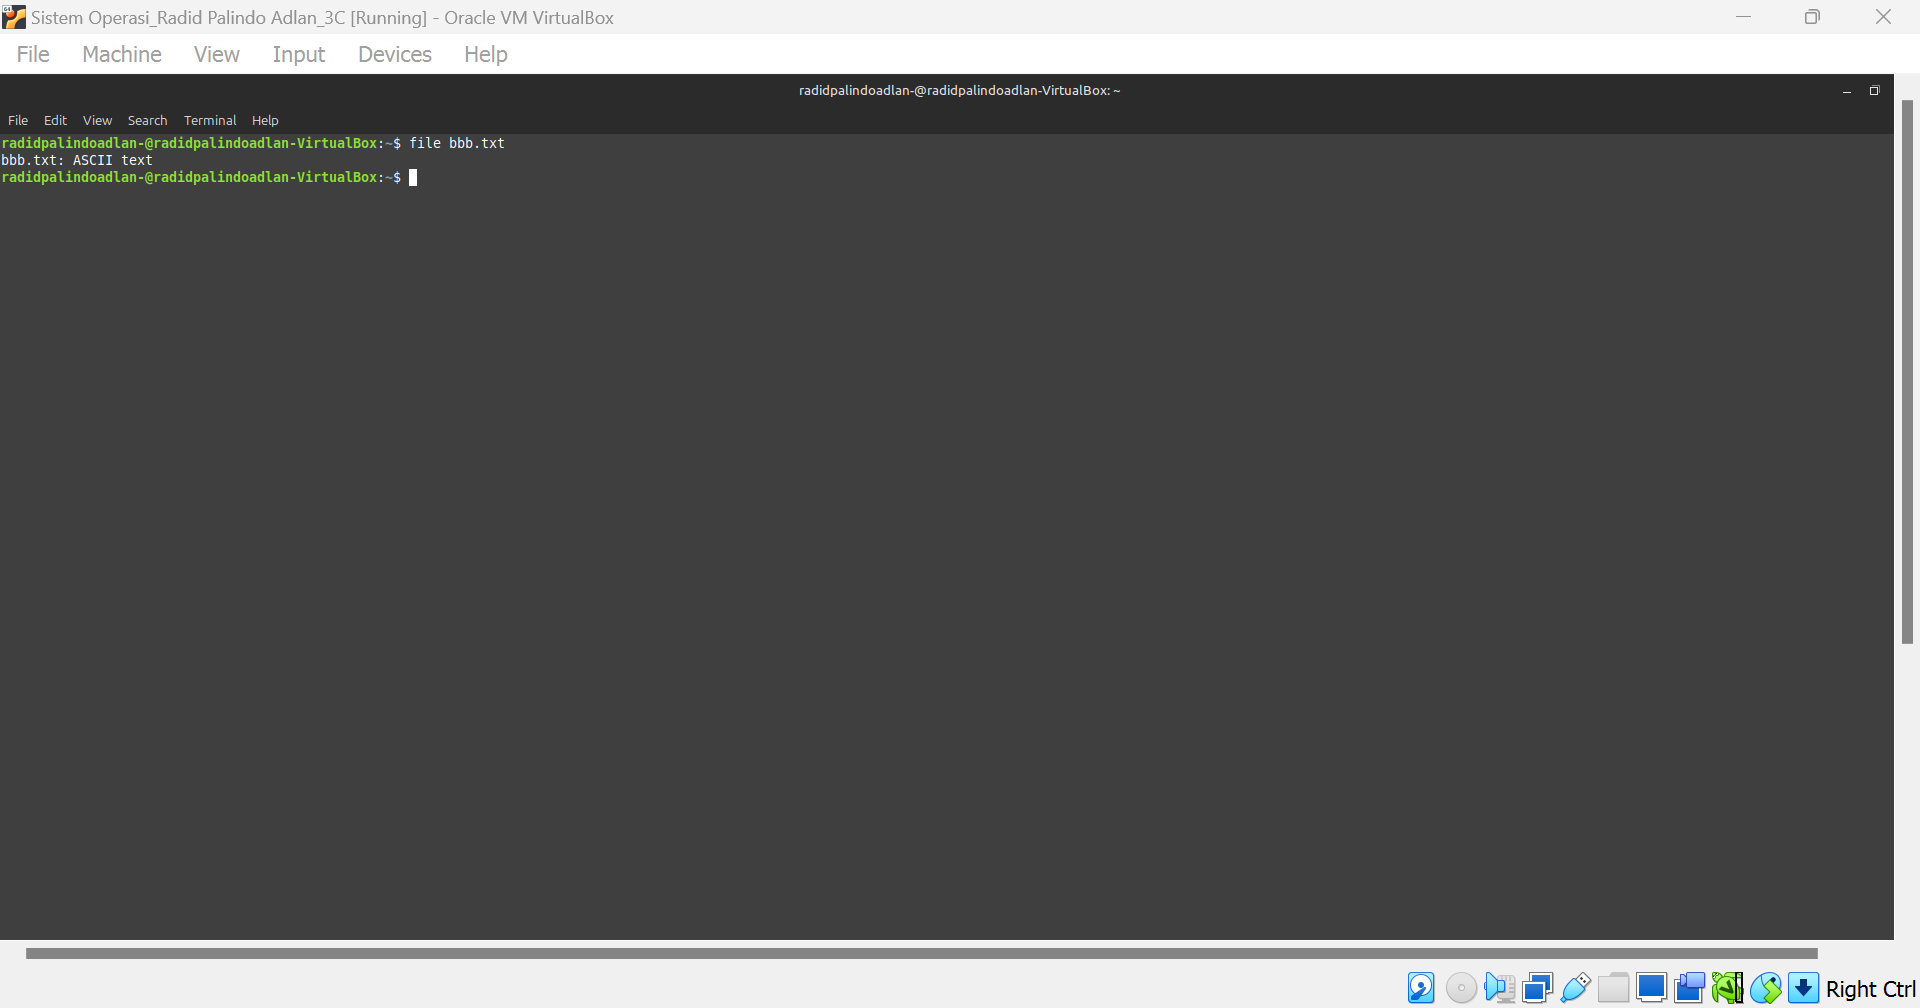 Sistem Operasi_Radid Palindo Adlan_3C [Running] - Oracle VM VirtualBox
File Machine View Input Devices Help
radidpalindoadlan-@radidpalindoadlan-VirtualBox: ~
File Edit View Search Terminal Help
radidpalindoadlan-@radidpalindoadlan-VirtualBox:~$ file bbb.txt
bbb.txt: ASCII text
radidpalindoadlan-@radidpalindoadlan-VirtualBox:~$
Right Ctrl